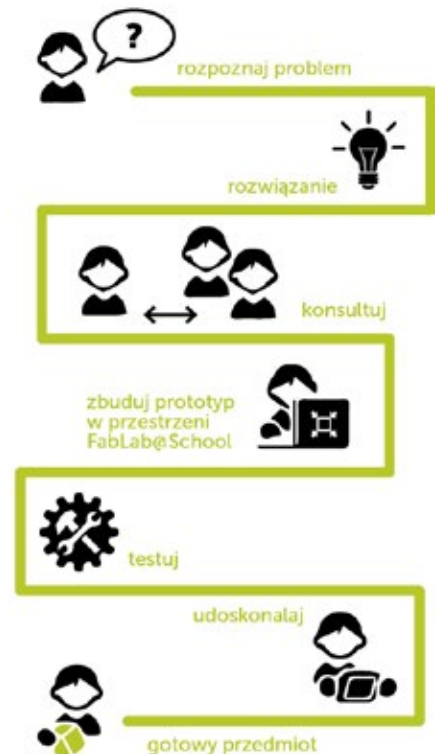 ?
rozpoznaj problem
rozwiązanie
konsultuj
zbuduj prototyp
w przestrzeni
FabLab@School
testuj
udoskonalaj
gotowy przedmiot